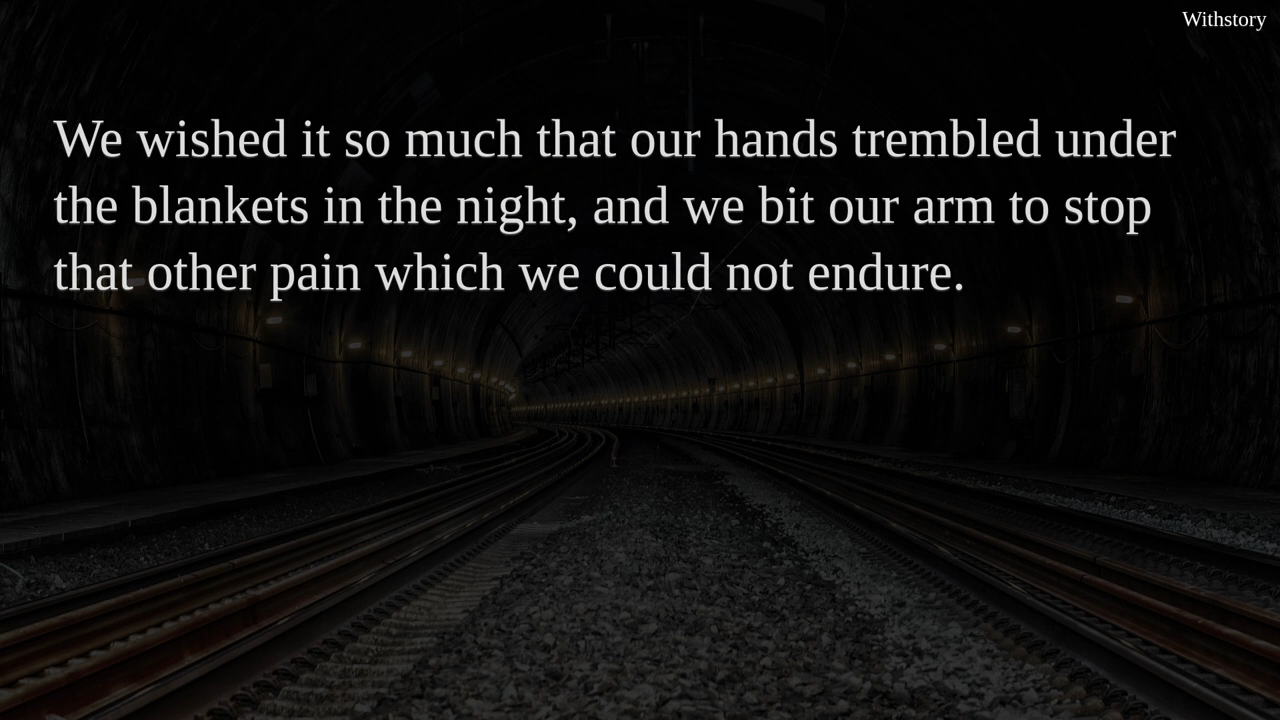 Withstory
We wished it so much that our hands trembled under
the blankets in the night, and we bit our arm to stop
that other pain which we could not endure.